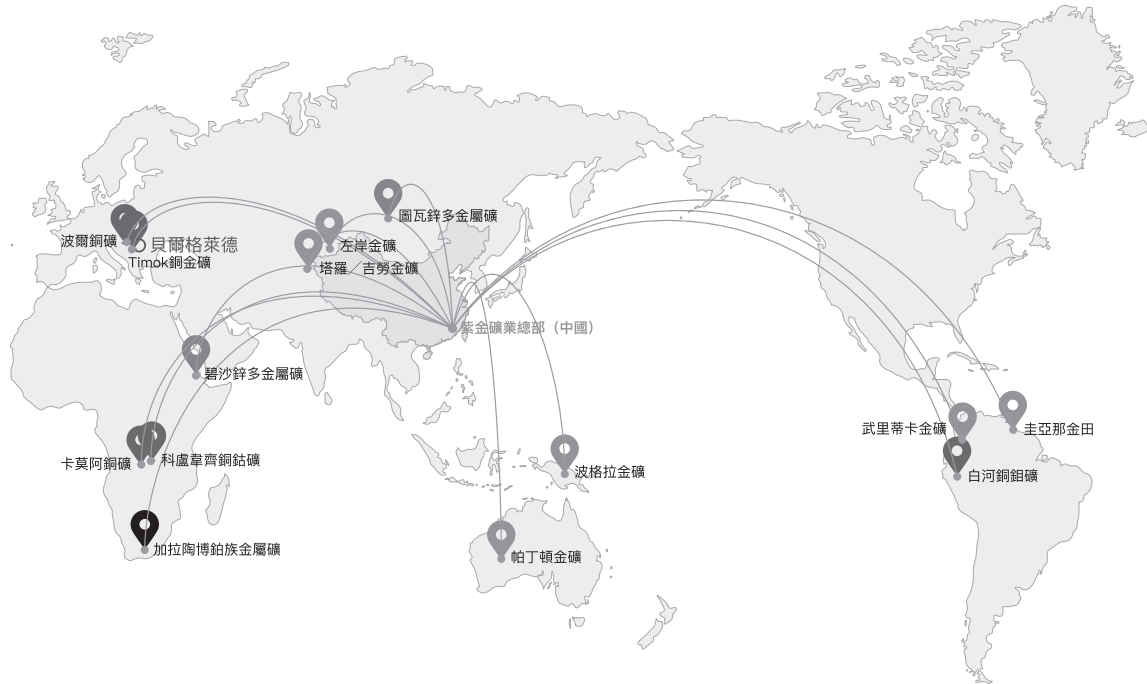 圖瓦鋅多金屬礦
波爾銅礦
貝爾格萊德
左岸金礦
Timok銅金礦
塔羅／吉勞金礦
紫金礦業總部（中國）
碧沙鋅多金屬礦
武里蒂卡金礦
圭亞那金田
卡莫阿銅礦
科盧韋齊銅鈷礦
波格拉金礦
白河銅鉬礦
加拉陶博鉑族金屬礦
帕丁頓金礦